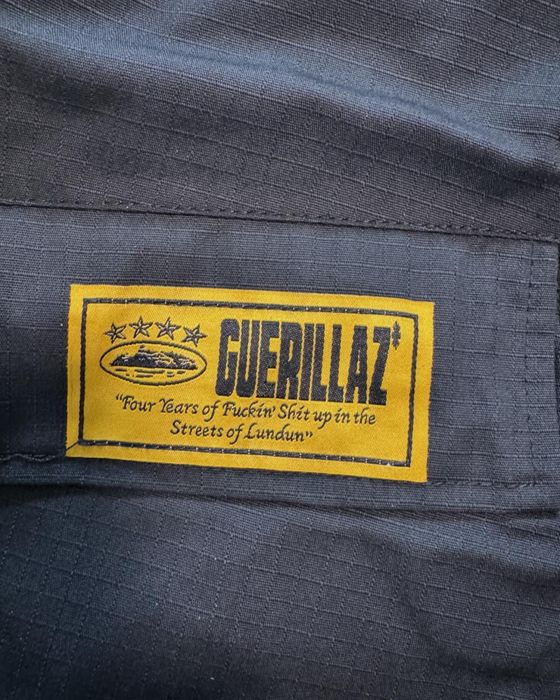 GUERILLAZ*
"Four Years of Fuckin' Shit up in the
Streets of Lundun"